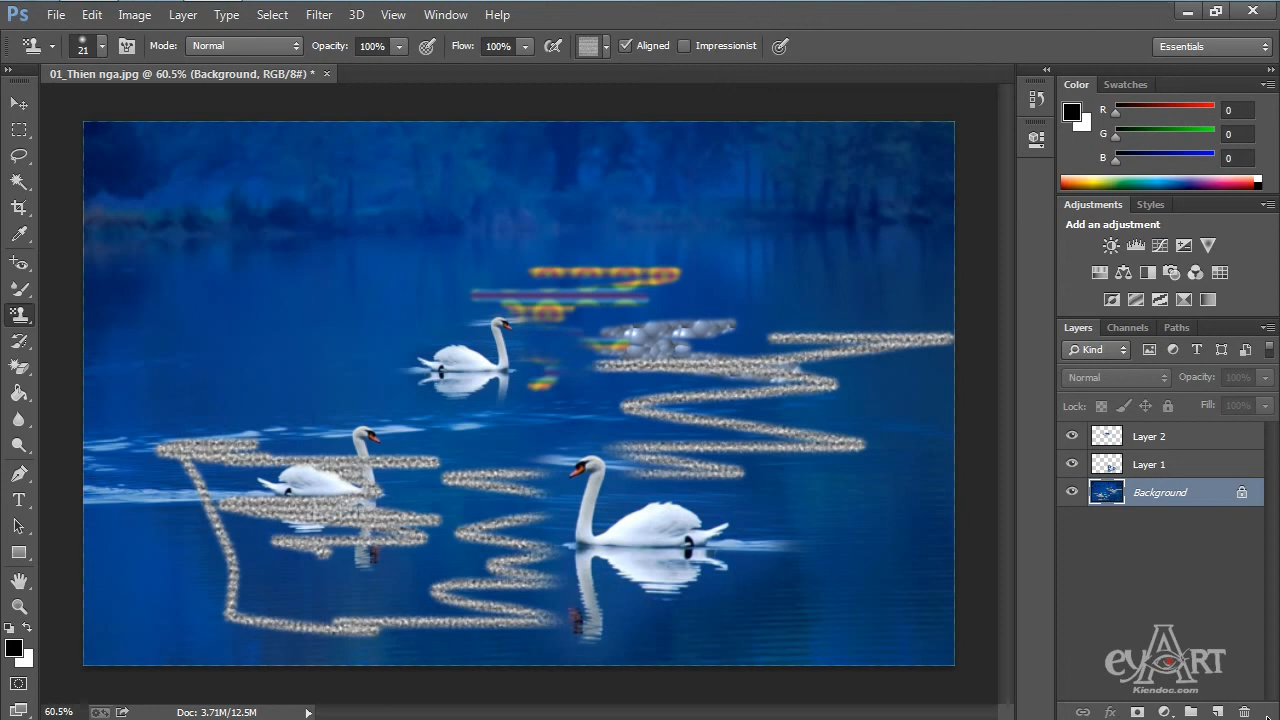 Ps File Edit Image Layer Type Select Filter 3D View Window Help
21 Mode: Normal Opacity: 100% Flow: 100% Aligned Impressionist Essentials
01_Thien nga.jpg @ 60.5% (Background, RGB/8#) * ×
Color Swatches
R 0
G 0
B 0
Adjustments Styles
Add an adjustment
Layers Channels Paths
Kind
Normal Opacity: 100%
Lock: Fill: 100%
Layer 2
Layer 1
Background
eyART
Kiendoc.com
60.5% Doc: 3.71M/12.5M